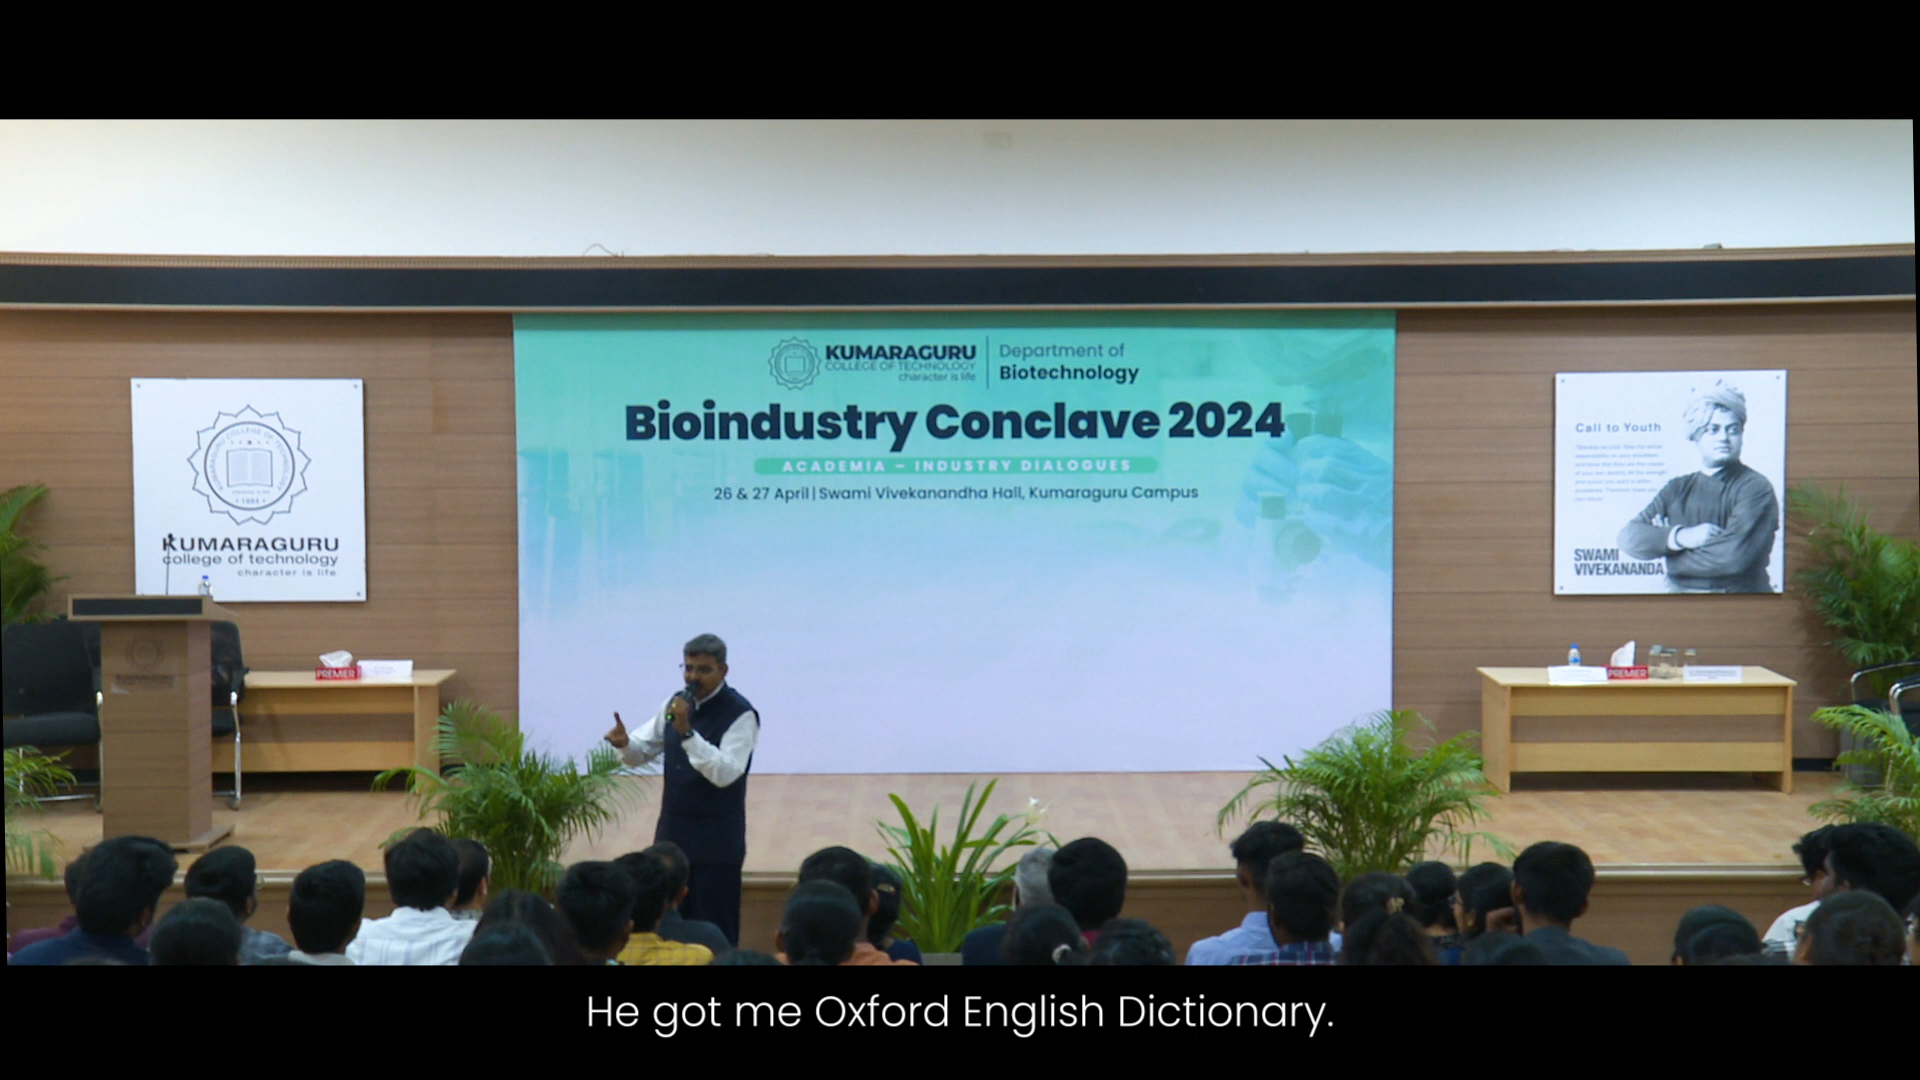 KUMARAGURU
COLLEGE OF TECHNOLOGY
character is life
Department of
Biotechnology
Bioindustry Conclave 2024
ACADEMIA – INDUSTRY DIALOGUES
26 & 27 April | Swami Vivekanandha Hall, Kumaraguru Campus
KUMARAGURU
college of technology
character is life
Call to Youth
SWAMI
VIVEKANANDA
PREMIER
PREMIER
He got me Oxford English Dictionary.